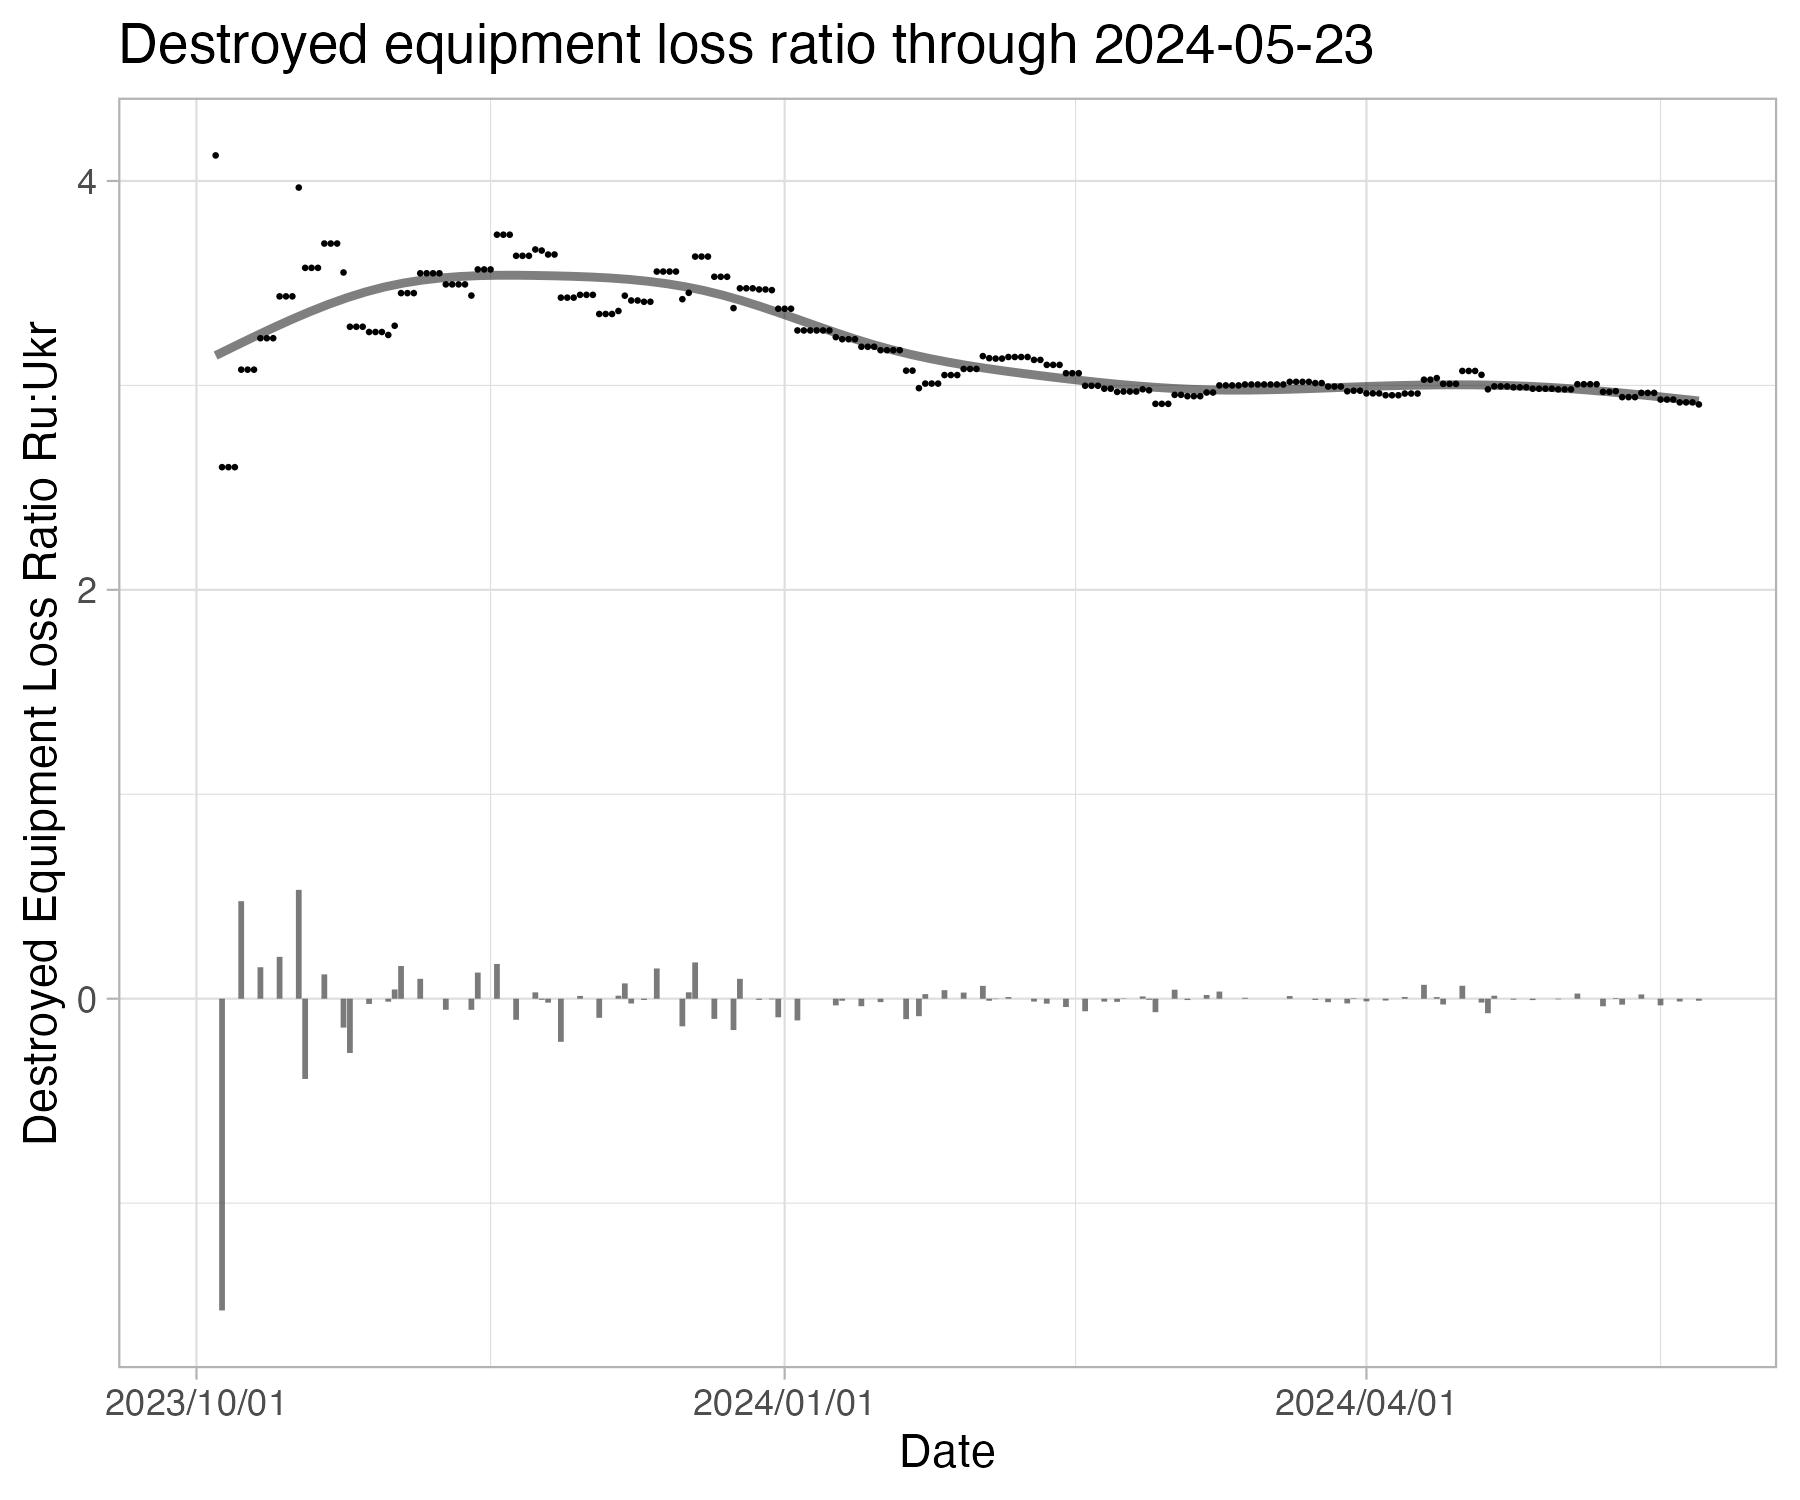 Destroyed equipment loss ratio through 2024-05-23
Destroyed Equipment Loss Ratio Ru:Ukr
4
2
0
2023/10/01
2024/01/01
2024/04/01
Date